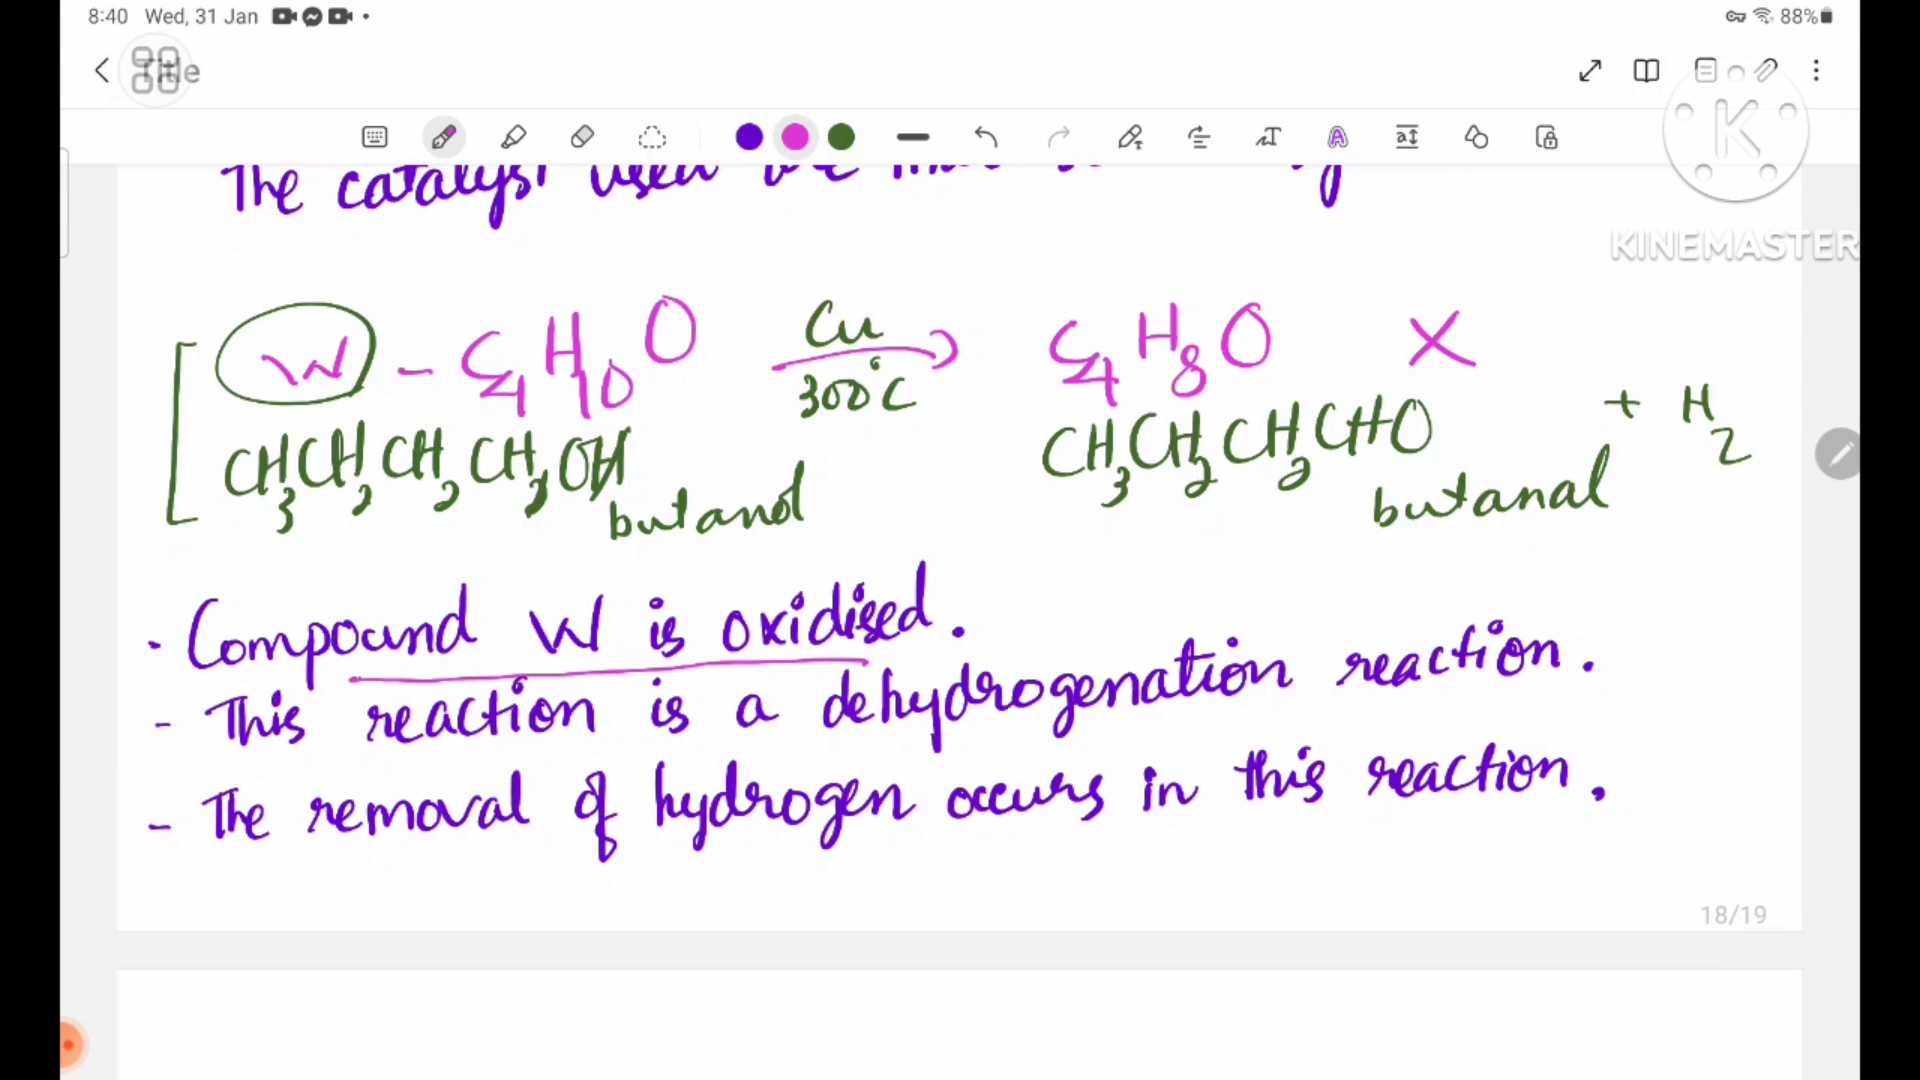 8:40 Wed, 31 Jan 88%
Title
KINEMASTER
The catalyst used
W - C4H10O Cu 300°C C4H8O X
CH3CH2CH2CH2OH butanol CH3CH2CH2CHO butanal + H2
- Compound W is oxidised.
- This reaction is a dehydrogenation reaction.
- The removal of hydrogen occurs in this reaction.
18/19